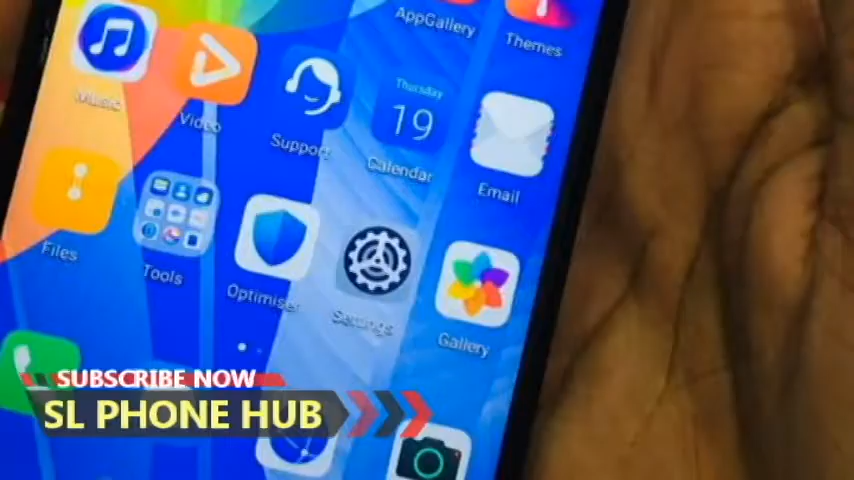 AppGallery
Themes
Thursday
19
Music
Video
Support
Calendar
Email
Files
Tools
Optimiser
Settings
Gallery
SUBSCRIBE NOW
SL PHONE HUB